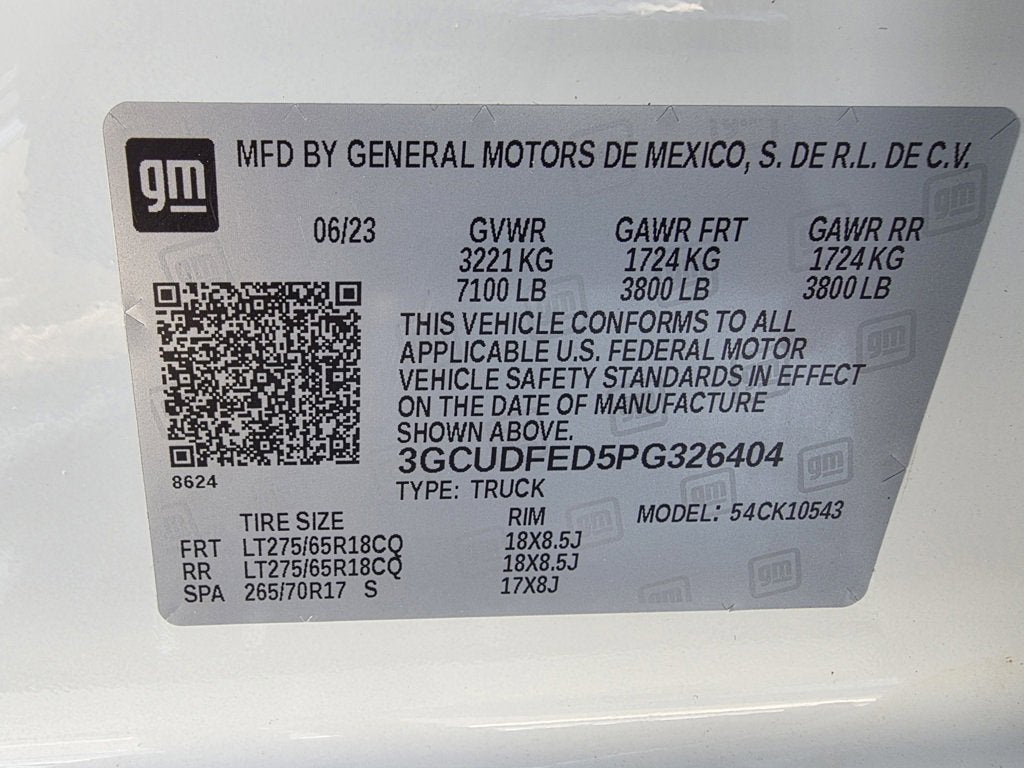 gm MFD BY GENERAL MOTORS DE MEXICO, S. DE R.L. DE C.V.
06/23 GVWR GAWR FRT GAWR RR
3221 KG 1724 KG 1724 KG
7100 LB 3800 LB 3800 LB
THIS VEHICLE CONFORMS TO ALL
APPLICABLE U.S. FEDERAL MOTOR
VEHICLE SAFETY STANDARDS IN EFFECT
ON THE DATE OF MANUFACTURE
SHOWN ABOVE.
3GCUDFED5PG326404
8624
TYPE: TRUCK
TIRE SIZE RIM MODEL: 54CK10543
FRT LT275/65R18CQ 18X8.5J
RR LT275/65R18CQ 18X8.5J
SPA 265/70R17 S 17X8J